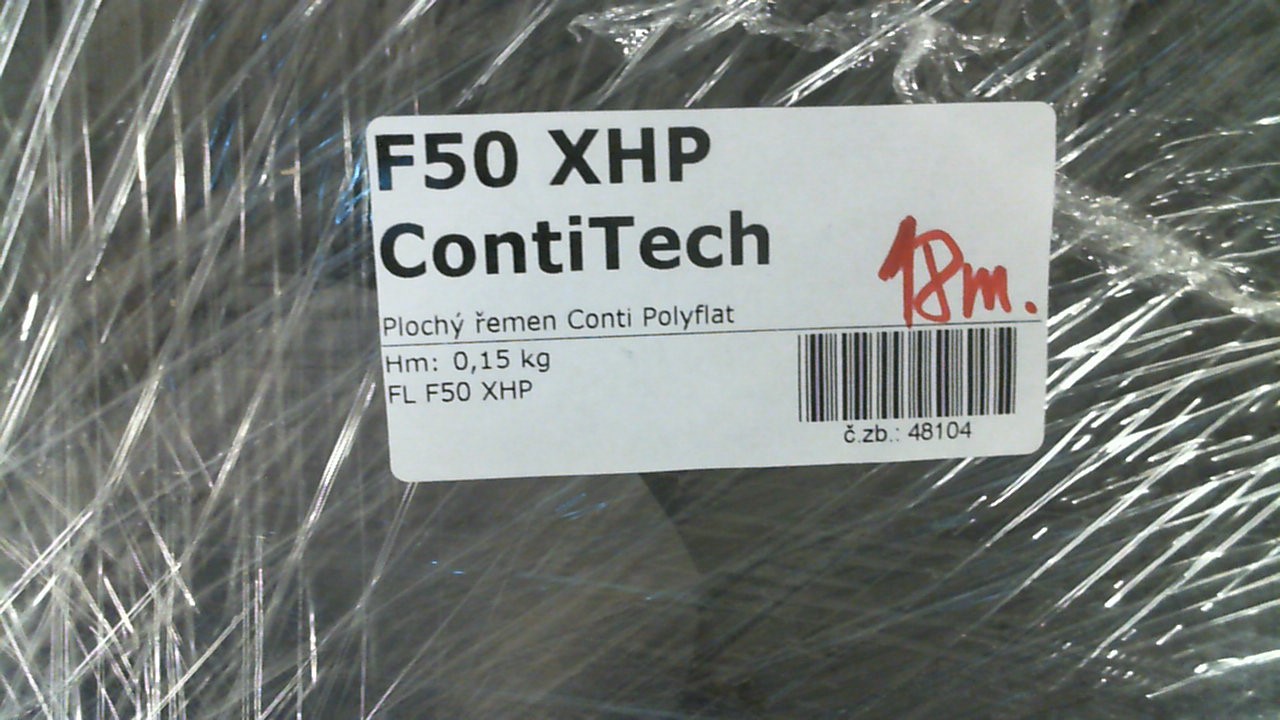 F50 XHP
ContiTech
18m.
Plochý řemen Conti Polyflat
Hm: 0,15 kg
FL F50 XHP
č.zb.: 48104